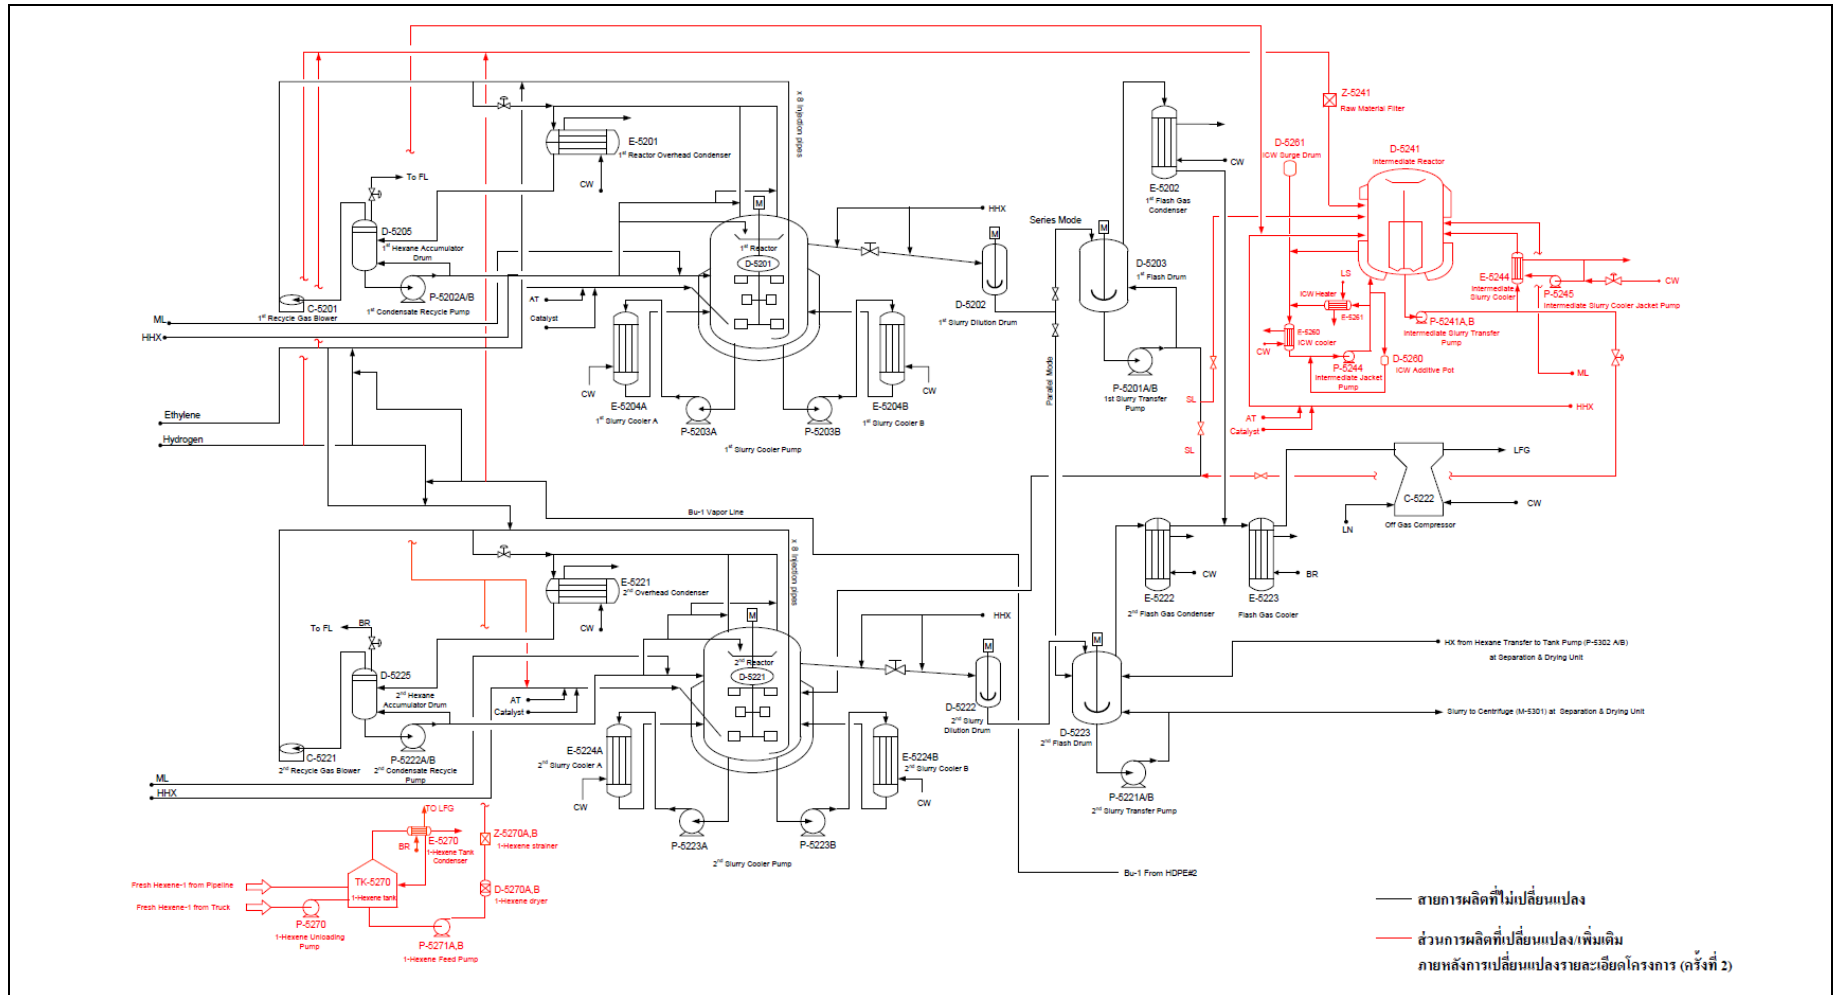 Z-5241
Raw Material Filter
x 8 Injection pipes
E-5201
1st Reactor Overhead Condenser
CW
To FL
D-5205
1st Hexane Accumulator
Drum
P-5202A/B
1st Condensate Recycle Pump
C-5201
1st Recycle Gas Blower
ML
HHX
M
1st Reactor
D-5201
AT
Catalyst
E-5204A
1st Slurry Cooler A
CW
P-5203A
P-5203B
1st Slurry Cooler Pump
E-5204B
1st Slurry Cooler B
CW
HHX
M
D-5202
1st Slurry Dilution Drum
Series Mode
Parallel Mode
M
D-5203
1st Flash Drum
E-5202
1st Flash Gas
Condenser
CW
P-5201A/B
1st Slurry Transfer
Pump
SL
SL
D-5261
ICW Surge Drum
D-5241
Intermediate Reactor
LS
ICW Heater
E-5261
E-5260
ICW cooler
CW
P-5244
Intermediate Jacket
Pump
D-5260
ICW Additive Pot
E-5244
Intermediate
Slurry Cooler
P-5245
Intermediate Slurry Cooler Jacket Pump
CW
P-5241A,B
Intermediate Slurry Transfer
Pump
ML
HHX
AT
Catalyst
Ethylene
Hydrogen
Bu-1 Vapor Line
LFG
C-5222
CW
LN
Off Gas Compressor
E-5222
2nd Flash Gas Condenser
CW
E-5223
Flash Gas Cooler
BR
x 8 Injection pipes
E-5221
2nd Overhead Condenser
CW
To FL
BR
D-5225
2nd Hexane
Accumulator Drum
P-5222A/B
2nd Condensate Recycle
Pump
C-5221
2nd Recycle Gas Blower
ML
HHX
M
2nd Reactor
D-5221
AT
Catalyst
E-5224A
2nd Slurry Cooler A
CW
P-5223A
P-5223B
2nd Slurry Cooler Pump
E-5224B
2nd Slurry Cooler B
CW
HHX
M
D-5222
2nd Slurry
Dilution Drum
M
D-5223
2nd Flash Drum
P-5221A/B
2nd Slurry Transfer Pump
HX from Hexane Transfer to Tank Pump (P-5302 A/B)
at Separation & Drying Unit
Slurry to Centrifuge (M-5301) at Separation & Drying Unit
Bu-1 From HDPE#2
TO LFG
E-5270
1-Hexene Tank
Condenser
BR
Z-5270A,B
1-Hexene strainer
D-5270A,B
1-Hexene dryer
TK-5270
1-Hexene tank
Fresh Hexene-1 from Pipeline
Fresh Hexene-1 from Truck
P-5270
1-Hexene Unloading
Pump
P-5271A,B
1-Hexene Feed Pump
สายการผลิตที่ไม่เปลี่ยนแปลง
ส่วนการผลิตที่เปลี่ยนแปลง/เพิ่มเติม
ภายหลังการเปลี่ยนแปลงรายละเอียดโครงการ (ครั้งที่ 2)